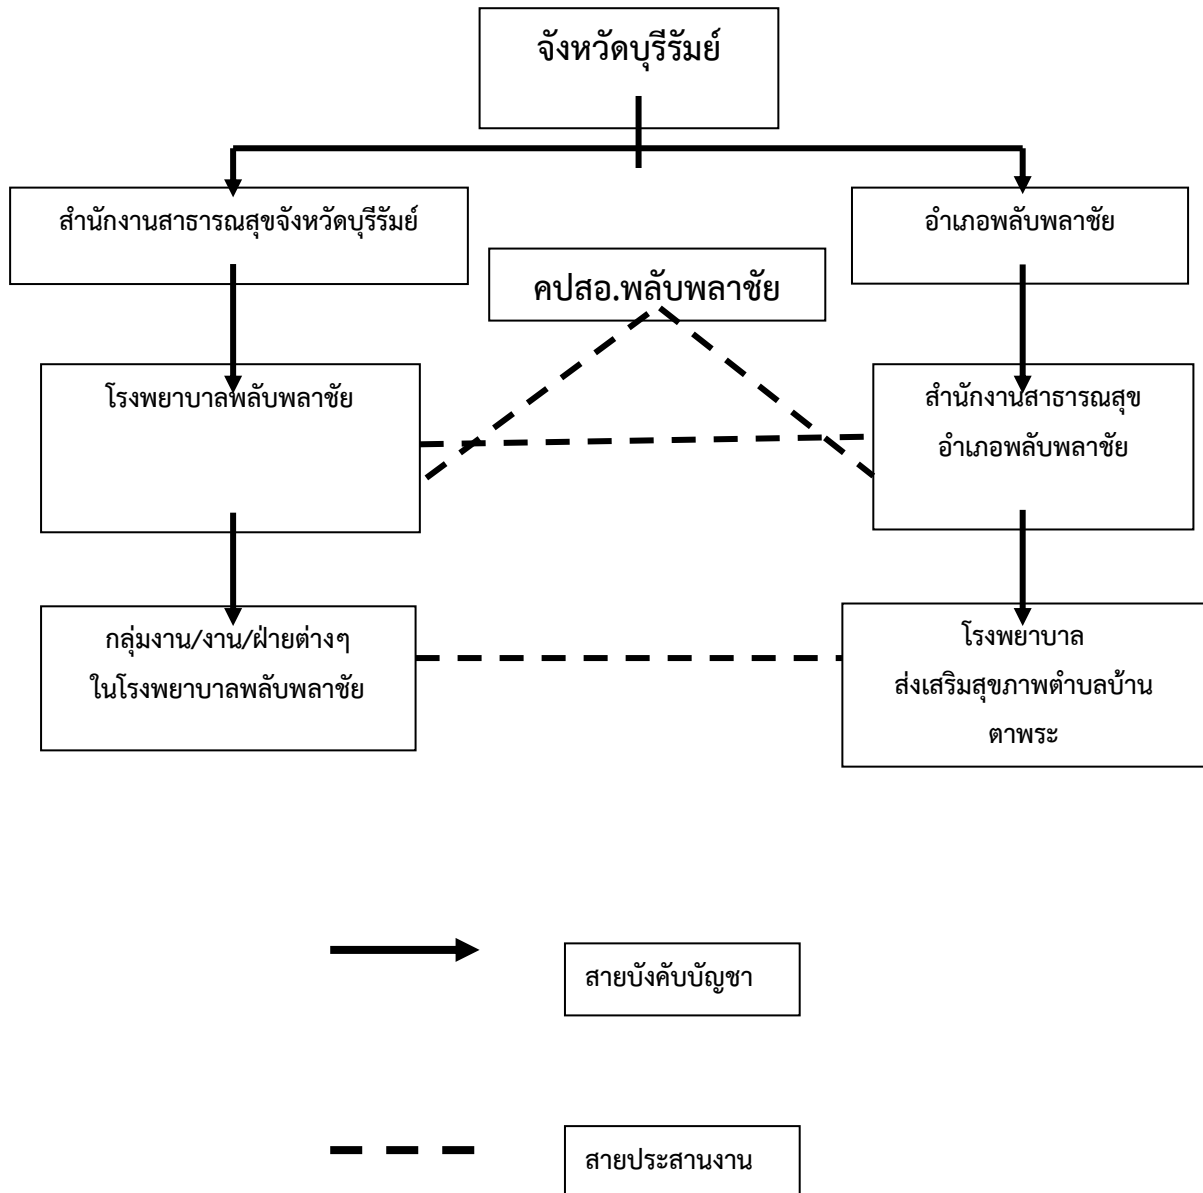 จังหวัดบุรีรัมย์
สำนักงานสาธารณสุขจังหวัดบุรีรัมย์
อำเภอพลับพลาชัย
คปสอ.พลับพลาชัย
โรงพยาบาลพลับพลาชัย
สำนักงานสาธารณสุข
อำเภอพลับพลาชัย
กลุ่มงาน/งาน/ฝ่ายต่างๆ
ในโรงพยาบาลพลับพลาชัย
โรงพยาบาล
ส่งเสริมสุขภาพตำบลบ้าน
ตาพระ
สายบังคับบัญชา
สายประสานงาน